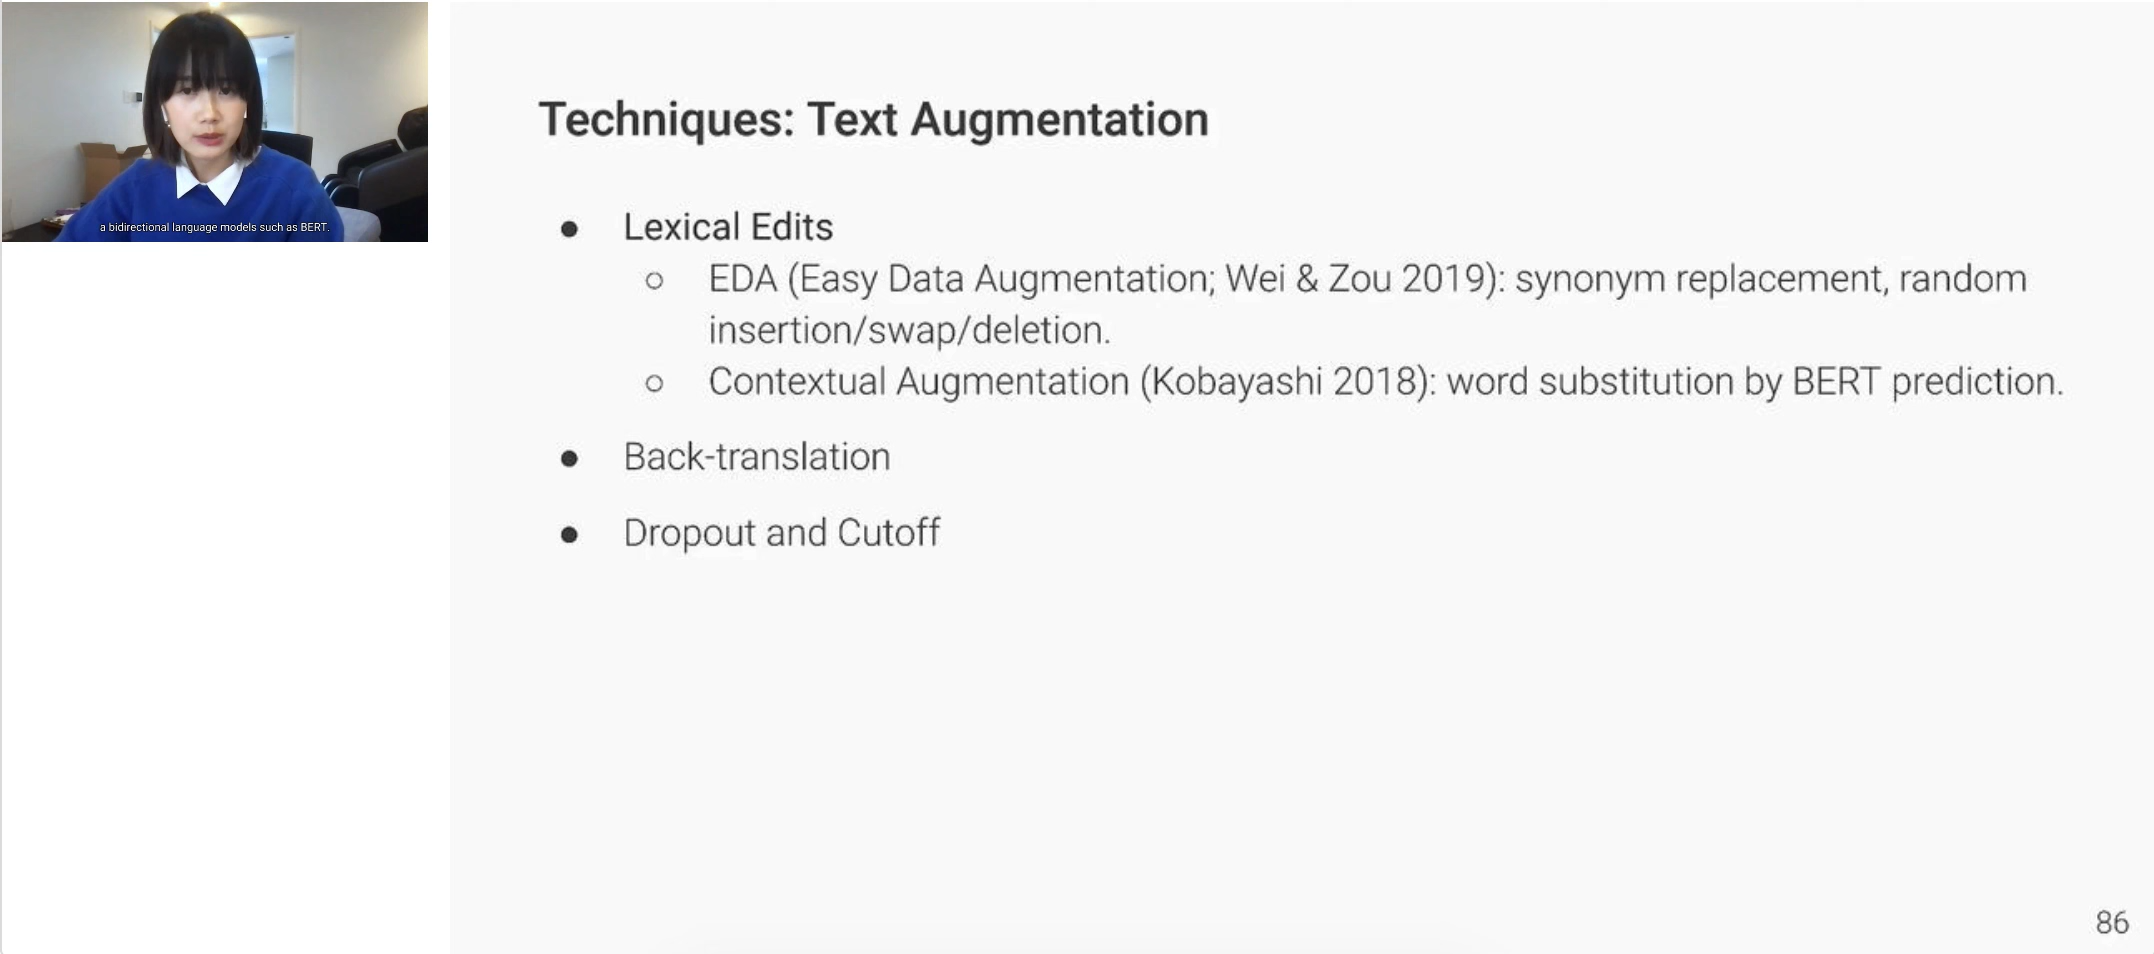 a bidirectional language models such as BERT.
Techniques: Text Augmentation
● Lexical Edits
○ EDA (Easy Data Augmentation; Wei & Zou 2019): synonym replacement, random
insertion/swap/deletion.
○ Contextual Augmentation (Kobayashi 2018): word substitution by BERT prediction.
● Back-translation
● Dropout and Cutoff
86